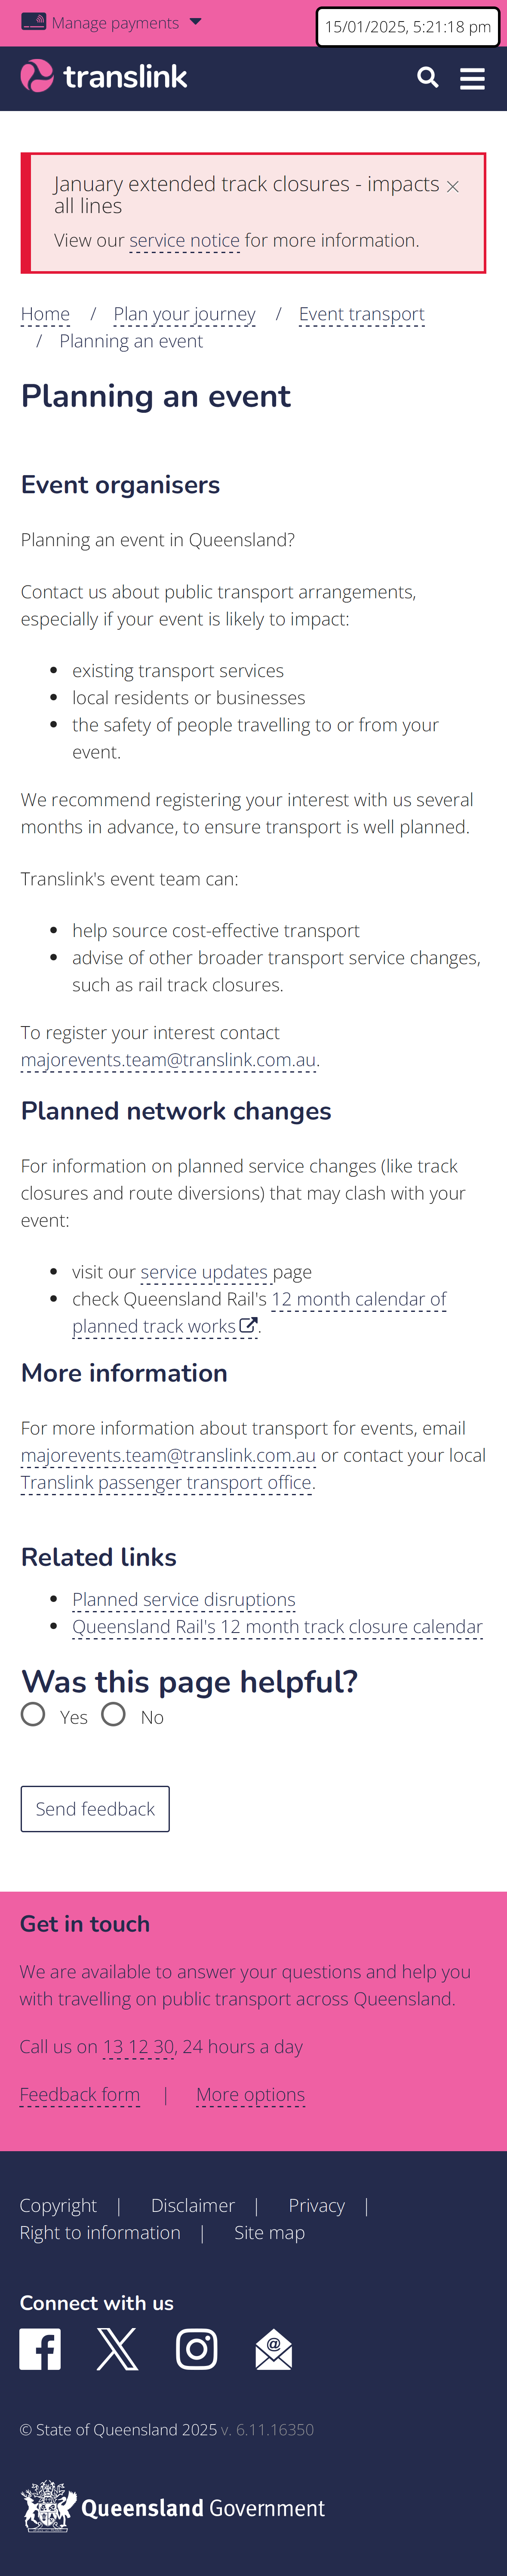 Manage payments
15/01/2025, 5:21:18 pm
translink
January extended track closures - impacts
all lines
View our service notice for more information.
Home / Plan your journey / Event transport
/ Planning an event
Planning an event
Event organisers
Planning an event in Queensland?
Contact us about public transport arrangements,
especially if your event is likely to impact:
• existing transport services
• local residents or businesses
• the safety of people travelling to or from your
event.
We recommend registering your interest with us several
months in advance, to ensure transport is well planned.
Translink's event team can:
• help source cost-effective transport
• advise of other broader transport service changes,
such as rail track closures.
To register your interest contact
majorevents.team@translink.com.au.
Planned network changes
For information on planned service changes (like track
closures and route diversions) that may clash with your
event:
• visit our service updates page
• check Queensland Rail's 12 month calendar of
planned track works.
More information
For more information about transport for events, email
majorevents.team@translink.com.au or contact your local
Translink passenger transport office.
Related links
• Planned service disruptions
• Queensland Rail's 12 month track closure calendar
Was this page helpful?
Yes No
Send feedback
Get in touch
We are available to answer your questions and help you
with travelling on public transport across Queensland.
Call us on 13 12 30, 24 hours a day
Feedback form | More options
Copyright | Disclaimer | Privacy |
Right to information | Site map
Connect with us
© State of Queensland 2025 v. 6.11.16350
Queensland Government